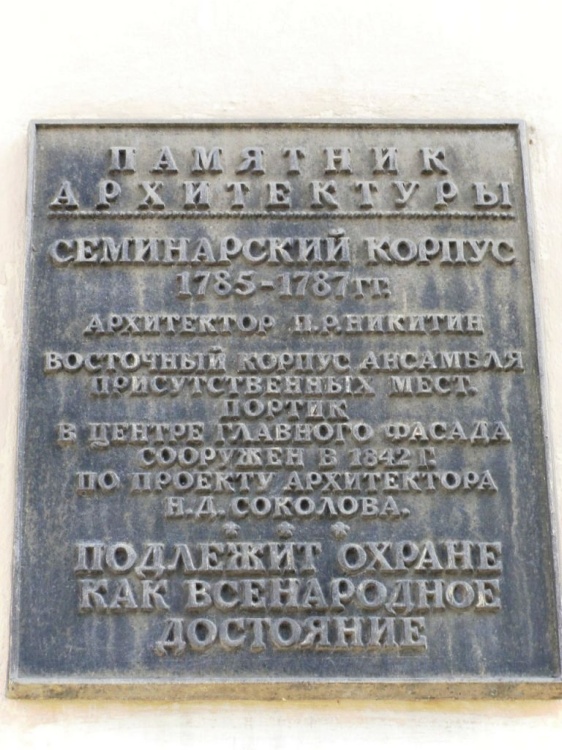 ПАМЯТНИК
АРХИТЕКТУРЫ
СЕМИНАРСКИЙ КОРПУС
1785-1787 ГГ.
АРХИТЕКТОР П.Р.НИКИТИН
ВОСТОЧНЫЙ КОРПУС АНСАМБЛЯ
ПРИСУТСТВЕННЫХ МЕСТ.
ПОРТИК
В ЦЕНТРЕ ГЛАВНОГО ФАСАДА
СООРУЖЕН В 1842 Г.
ПО ПРОЕКТУ АРХИТЕКТОРА
Н.Д.СОКОЛОВА.
* * *
ПОДЛЕЖИТ ОХРАНЕ
КАК ВСЕНАРОДНОЕ
ДОСТОЯНИЕ